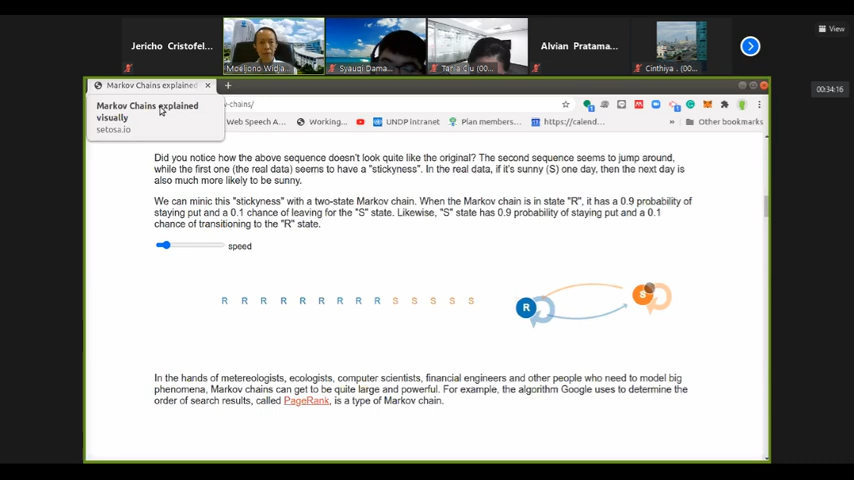 Jericho Cristofel...
Moeljono Widja...
Syauqi Dama...
Tania Ciu (00...
Alvian Pratama...
Cinthiya . (00...
View
00:34:16
Markov Chains explained
v-chains/
Markov Chains explained
visually
setosa.io
Web Speech A...
Working...
UNDP intranet
Plan members...
https://calend...
»
Other bookmarks
Did you notice how the above sequence doesn't look quite like the original? The second sequence seems to jump around,
while the first one (the real data) seems to have a "stickyness". In the real data, if it's sunny (S) one day, then the next day is
also much more likely to be sunny.
We can minic this "stickyness" with a two-state Markov chain. When the Markov chain is in state "R", it has a 0.9 probability of
staying put and a 0.1 chance of leaving for the "S" state. Likewise, "S" state has 0.9 probability of staying put and a 0.1
chance of transitioning to the "R" state.
speed
R R R R R R R R R S S S S S
R
S
In the hands of metereologists, ecologists, computer scientists, financial engineers and other people who need to model big
phenomena, Markov chains can get to be quite large and powerful. For example, the algorithm Google uses to determine the
order of search results, called PageRank, is a type of Markov chain.